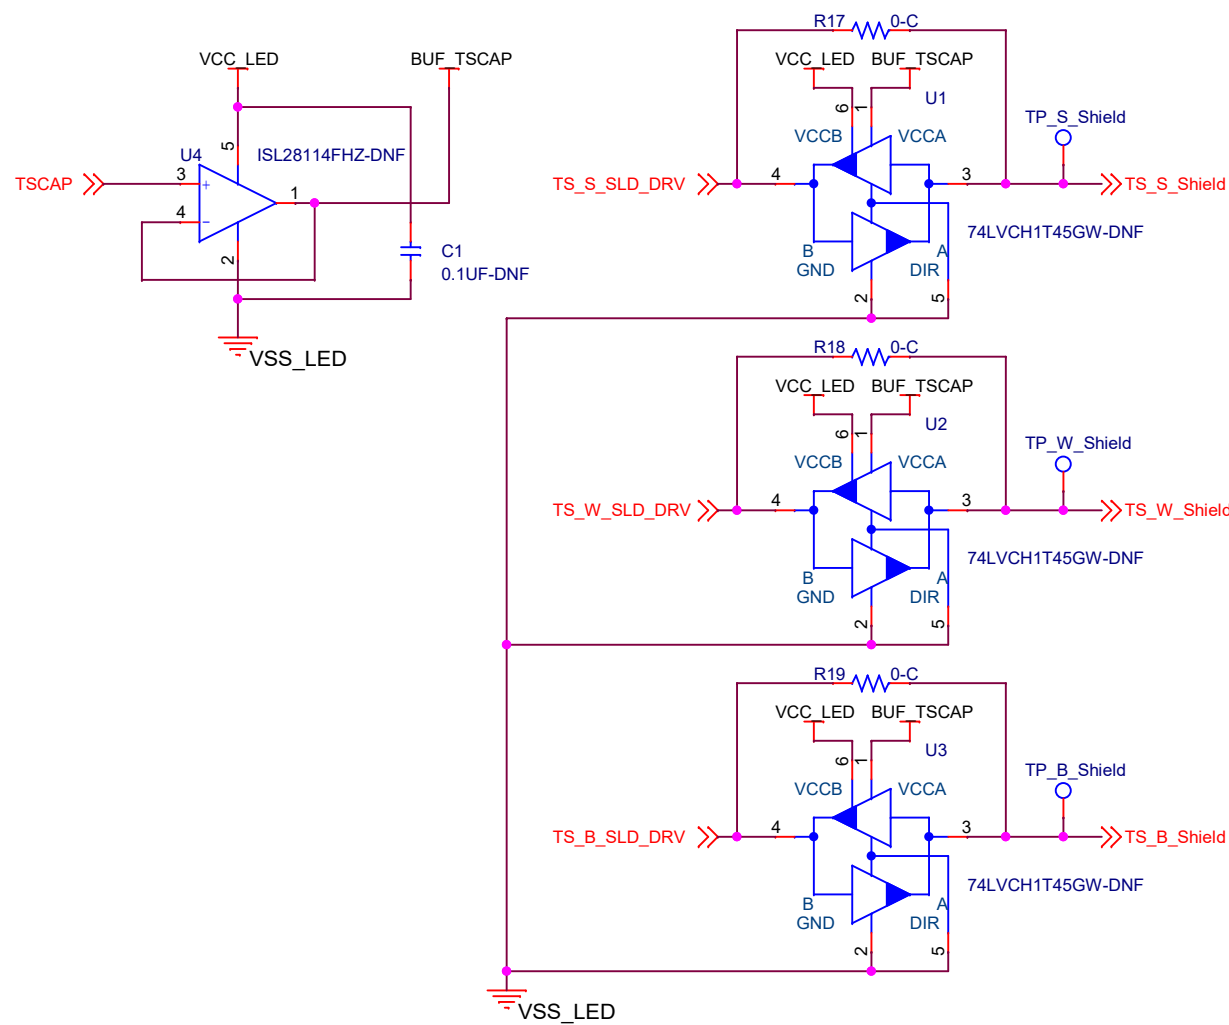 VCC_LED
BUF_TSCAP
5
U4
ISL28114FHZ-DNF
TSCAP
3
+
1
4
−
2
C1
0.1UF-DNF
VSS_LED
R17
0-C
VCC_LED
BUF_TSCAP
U1
6
1
VCCB
VCCA
TP_S_Shield
TS_S_SLD_DRV
4
3
TS_S_Shield
74LVCH1T45GW-DNF
B
A
GND
DIR
2
5
R18
0-C
VCC_LED
BUF_TSCAP
U2
6
1
VCCB
VCCA
TP_W_Shield
TS_W_SLD_DRV
4
3
TS_W_Shield
74LVCH1T45GW-DNF
B
A
GND
DIR
2
5
R19
0-C
VCC_LED
BUF_TSCAP
U3
6
1
VCCB
VCCA
TP_B_Shield
TS_B_SLD_DRV
4
3
TS_B_Shield
74LVCH1T45GW-DNF
B
A
GND
DIR
2
5
VSS_LED